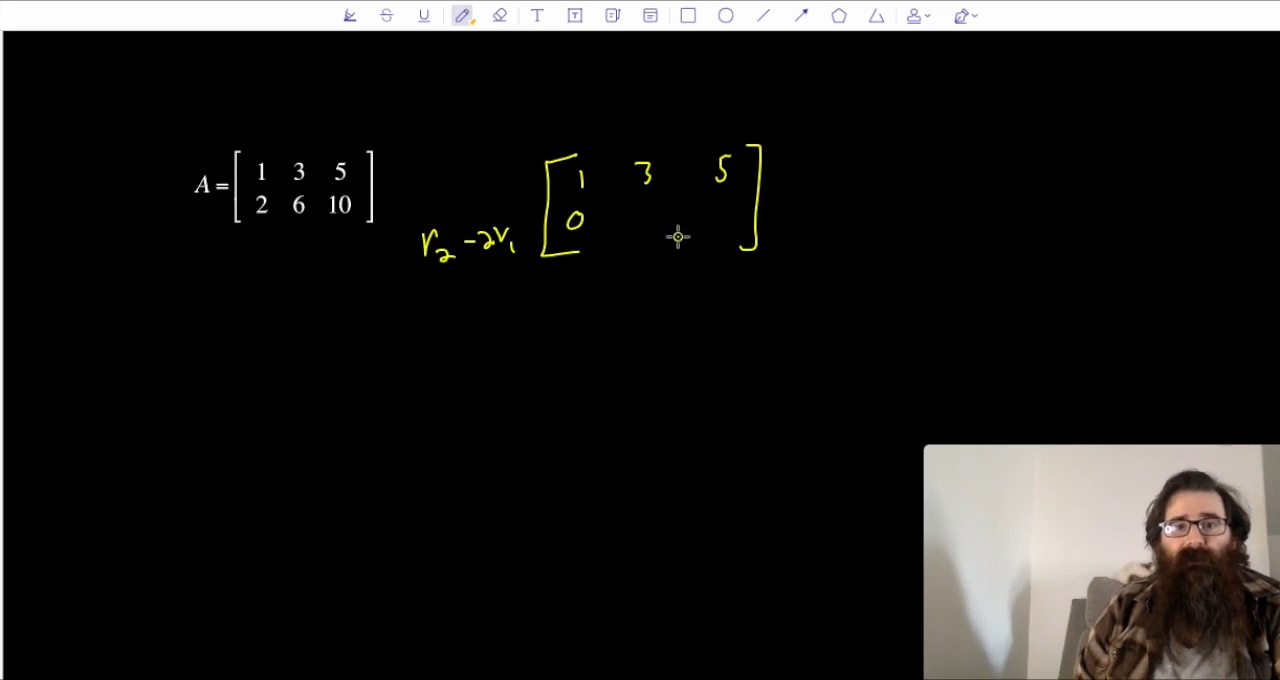 A = [ 1 3 5
2 6 10 ]
[ 1 3 5 ]
r₂ -2r₁ 0